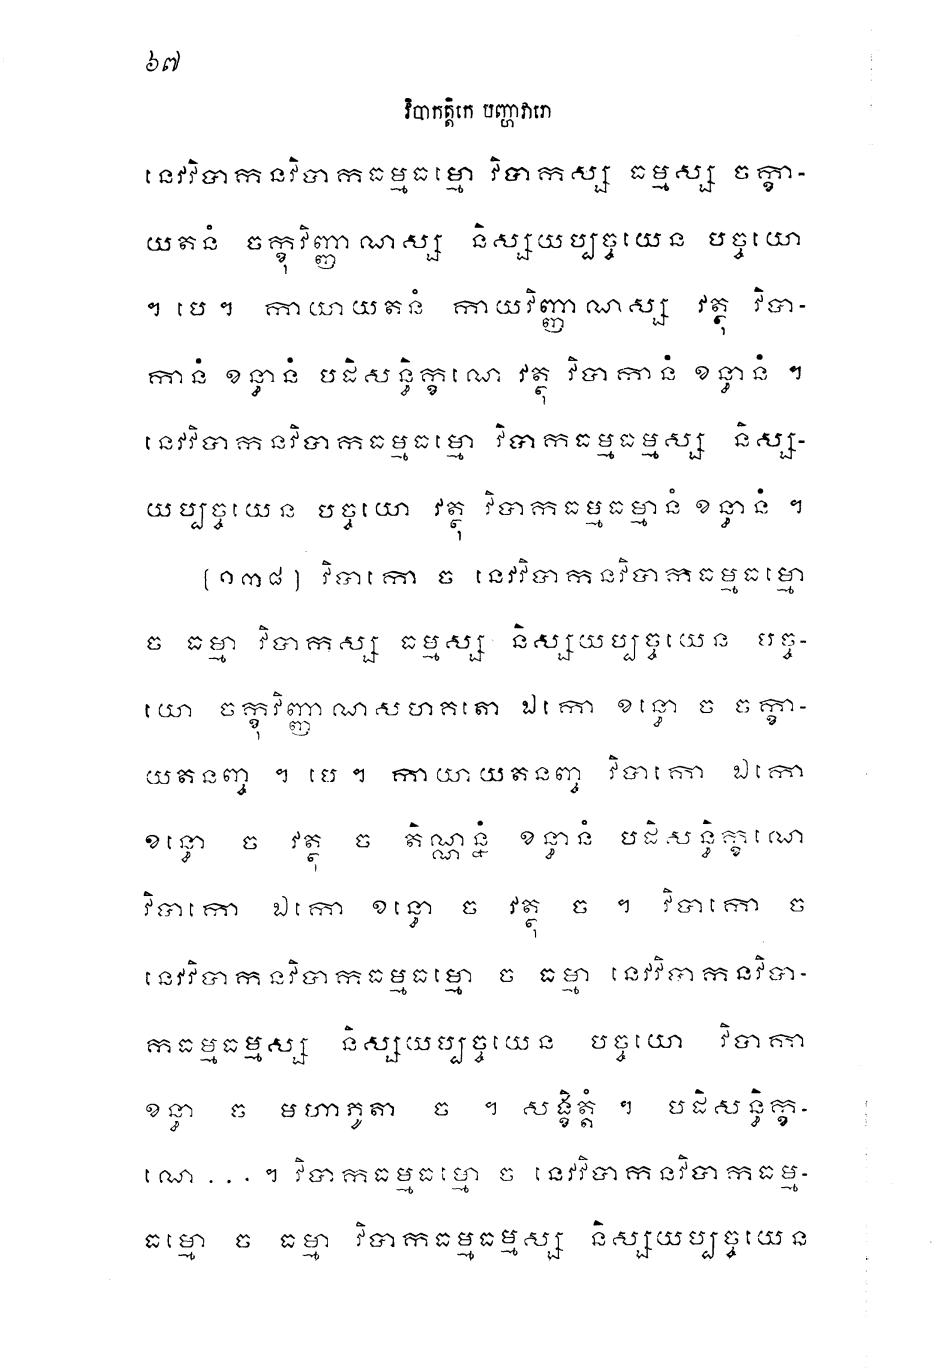 ៦៧
វិបាកត្តិកេ បញ្ហាវារោ
នេវវិបាកនវិបាកធម្មធម្មោ វិបាកស្ស ធម្មស្ស ចក្ខា-
យតនំ ចក្ខុវិញ្ញាណស្ស និស្សយប្បច្ចយេន បច្ចយោ
។ បេ ។ កាយាយតនំ កាយវិញ្ញាណស្ស វត្ថុ វិបា-
កានំ ខន្ធានំ បដិសន្ធិក្ខណេ វត្ថុ វិបាកានំ ខន្ធានំ ។
នេវវិបាកនវិបាកធម្មធម្មោ វិបាកធម្មធម្មស្ស និស្ស-
យប្បច្ចយេន បច្ចយោ វត្ថុ វិបាកធម្មធម្មានំ ខន្ធានំ ។
[១៣៨] វិបាកោ ច នេវវិបាកនវិបាកធម្មធម្មោ
ច ធម្មា វិបាកស្ស ធម្មស្ស និស្សយប្បច្ចយេន បច្ច-
យោ ចក្ខុវិញ្ញាណសហគតោ ឯកោ ខន្ធោ ច ចក្ខា-
យតនញ្ច ។ បេ ។ កាយាយតនញ្ច វិបាកោ ឯកោ
ខន្ធោ ច វត្ថុ ច តិណ្ណន្នំ ខន្ធានំ បដិសន្ធិក្ខណេ
វិបាកោ ឯកោ ខន្ធោ ច វត្ថុ ច ។ វិបាកោ ច
នេវវិបាកនវិបាកធម្មធម្មោ ច ធម្មា នេវវិបាកនវិបា-
កធម្មធម្មស្ស និស្សយប្បច្ចយេន បច្ចយោ វិបាកា
ខន្ធា ច មហាភូតា ច ។ សង្ខិត្តំ ។ បដិសន្ធិក្ខ-
ណេ ... ។ វិបាកធម្មធម្មោ ច នេវវិបាកនវិបាកធម្ម-
ធម្មោ ច ធម្មា វិបាកធម្មធម្មស្ស និស្សយប្បច្ចយេន